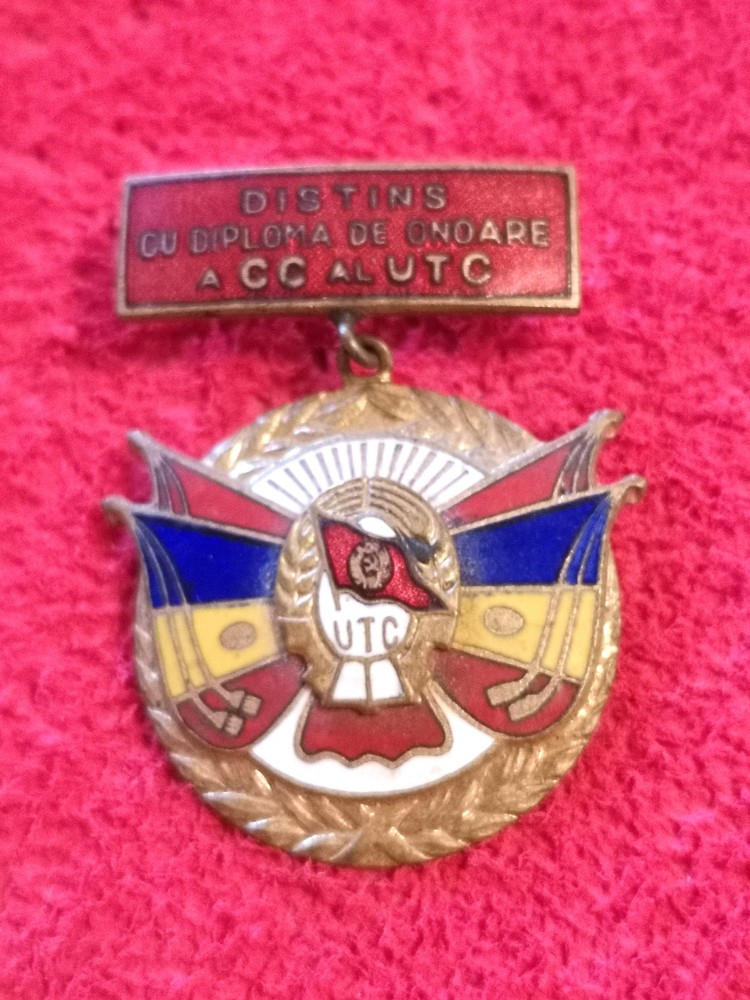 DISTINS
CU DIPLOMA DE ONOARE
A CC AL UTC
UTC